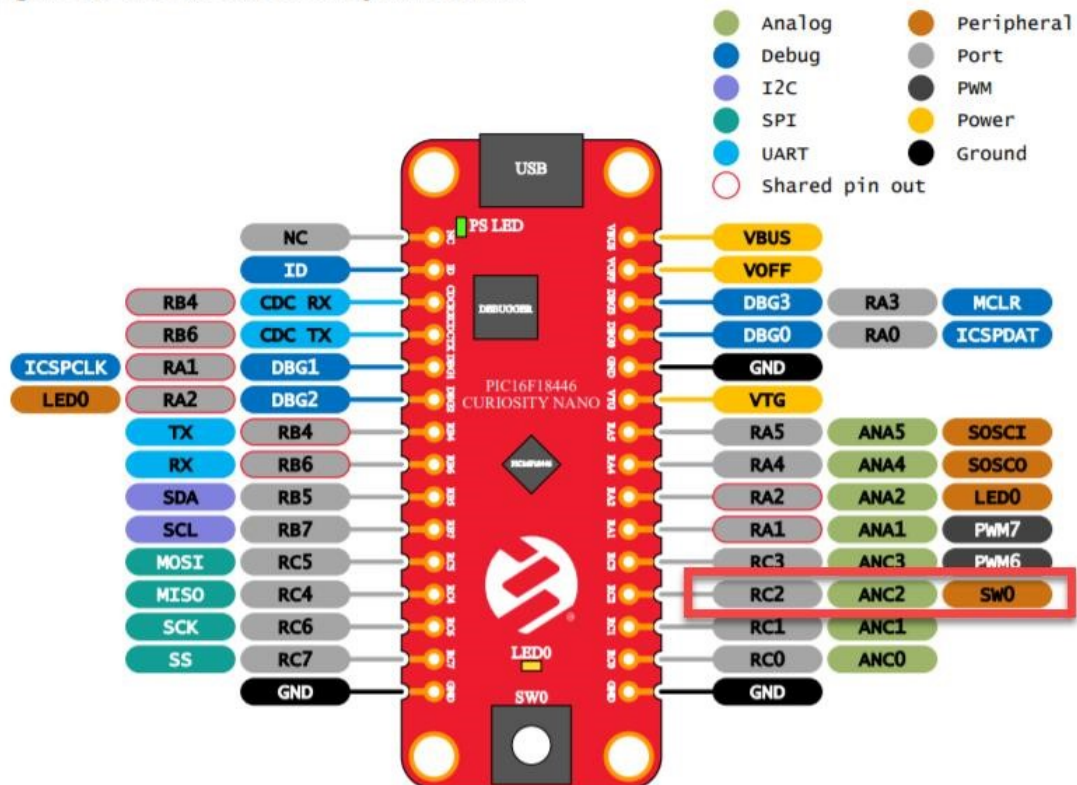 Analog Peripheral
Debug Port
I2C PWM
SPI Power
UART Ground
Shared pin out
USB
PS LED
NC VBUS
ID VOFF
RB4 CDC RX DEBUGGER DBG3 RA3 MCLR
RB6 CDC TX DBG0 RA0 ICSPDAT
ICSPCLK RA1 DBG1 GND
PIC16F18446
CURIOSITY NANO
LED0 RA2 DBG2 VTG
TX RB4 RA5 ANA5 SOSCI
RX RB6 RA4 ANA4 SOSCO
SDA RB5 RA2 ANA2 LED0
SCL RB7 RA1 ANA1 PWM7
MOSI RC5 RC3 ANC3 PWM6
MISO RC4 RC2 ANC2 SW0
SCK RC6 RC1 ANC1
SS RC7 LED0 RC0 ANC0
GND SW0 GND